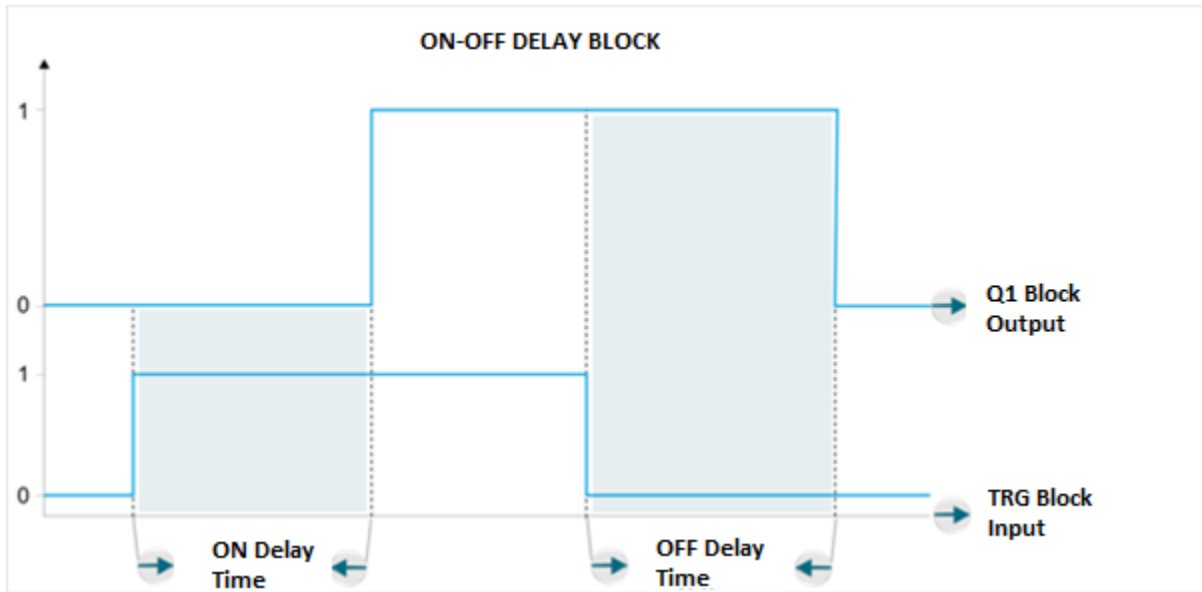 ON-OFF DELAY BLOCK
1
0
Q1 Block
Output
1
0
TRG Block
Input
ON Delay
Time
OFF Delay
Time